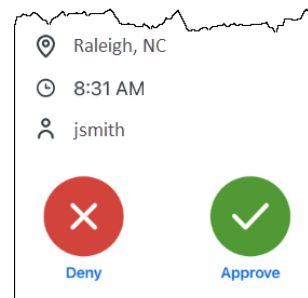 Raleigh, NC
8:31 AM
jsmith
Deny
Approve